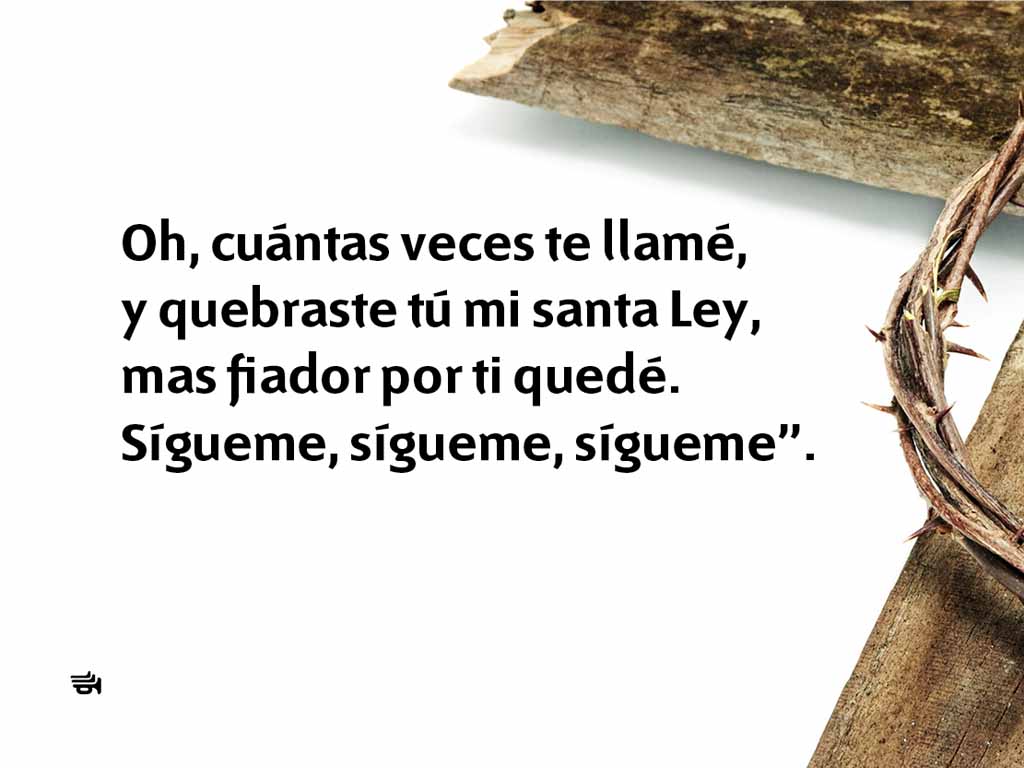 Oh, cuántas veces te llamé,
y quebraste tú mi santa Ley,
mas fiador por ti quedé.
Sígueme, sígueme, sígueme”.